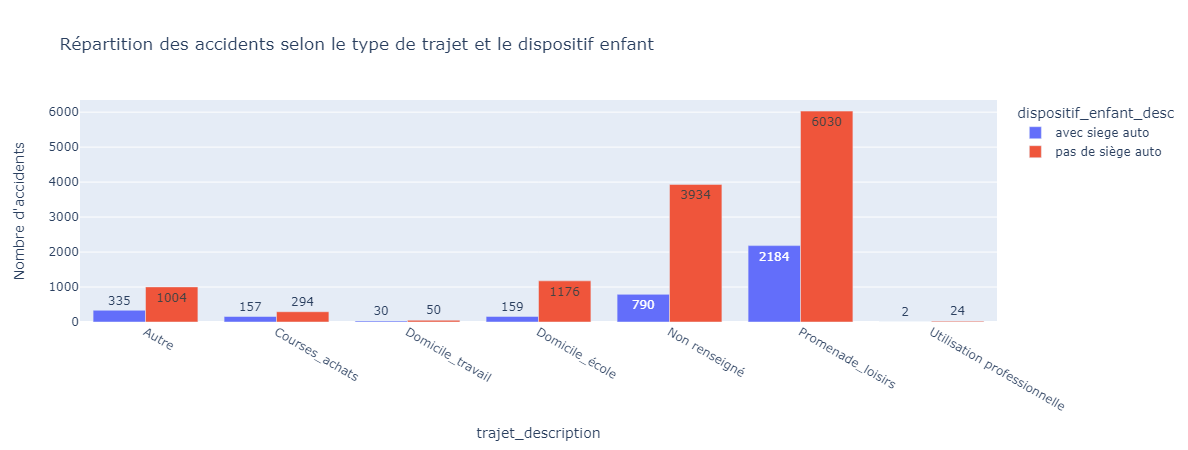 Répartition des accidents selon le type de trajet et le dispositif enfant
dispositif_enfant_desc
avec siege auto
pas de siège auto
Nombre d'accidents
6000
5000
4000
3000
2000
1000
0
335
1004
157
294
30
50
159
1176
790
3934
2184
6030
2
24
Autre
Courses_achats
Domicile_travail
Domicile_école
Non renseigné
Promenade_loisirs
Utilisation professionnelle
trajet_description